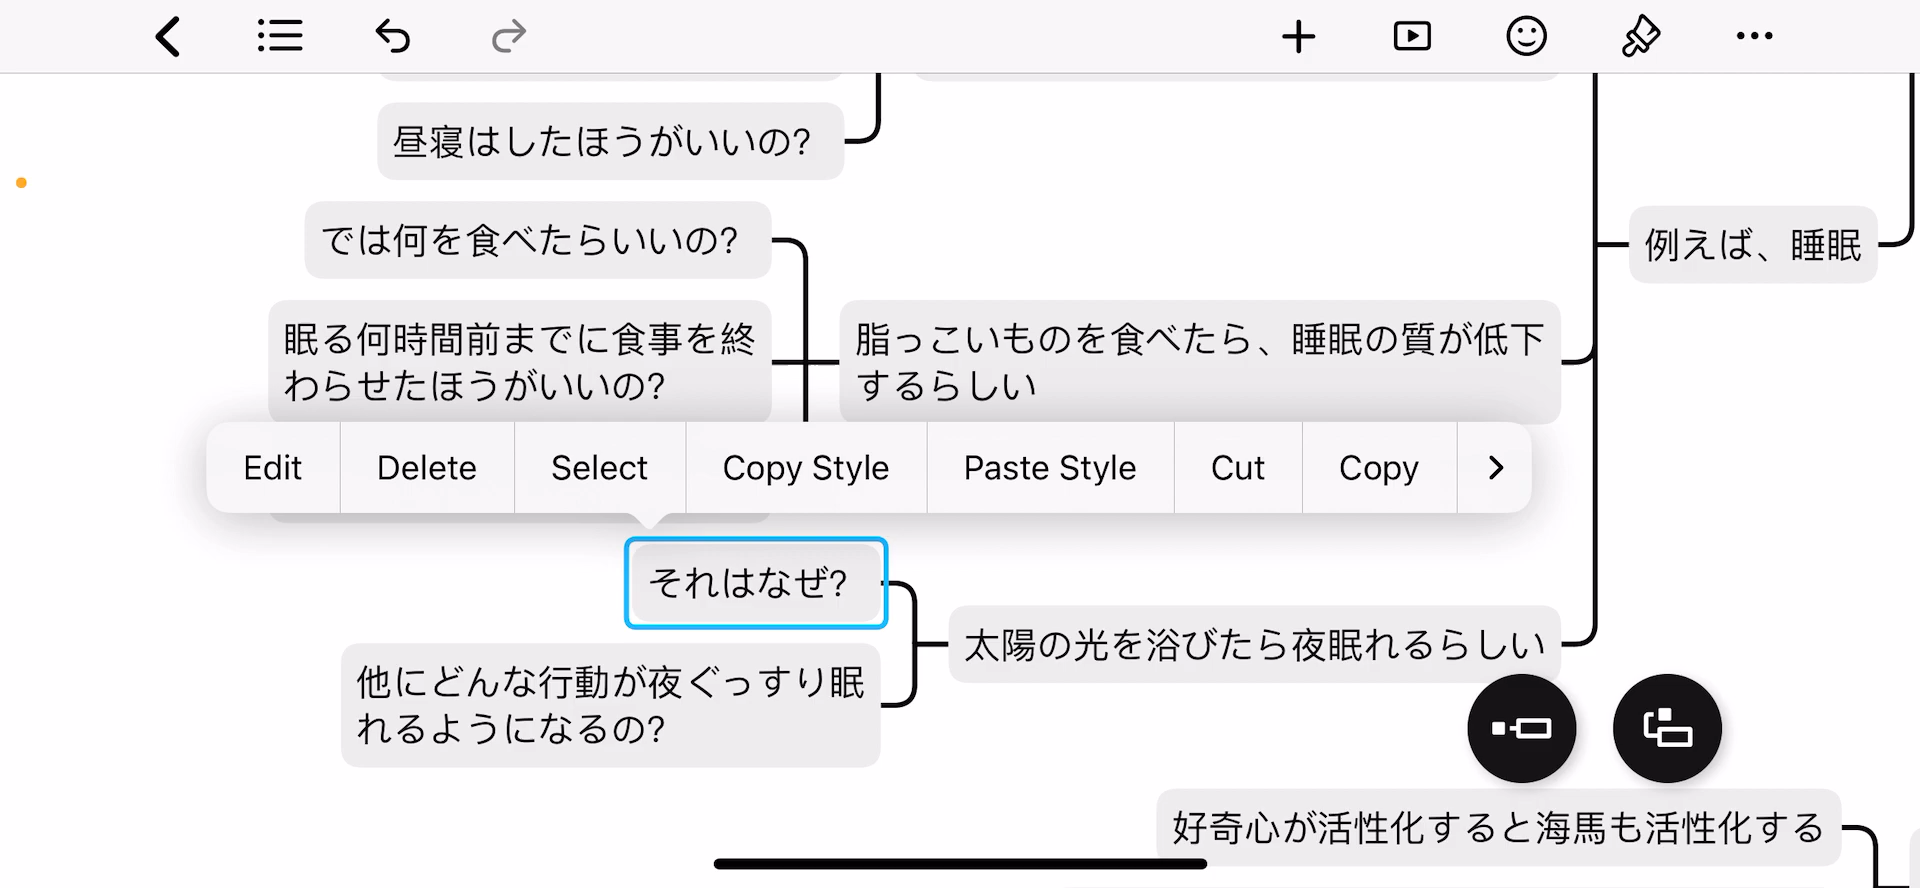 昼寝はしたほうがいいの?
では何を食べたらいいの?
例えば、睡眠
眠る何時間前までに食事を終
わらせたほうがいいの?
脂っこいものを食べたら、睡眠の質が低下
するらしい
Edit
Delete
Select
Copy Style
Paste Style
Cut
Copy
それはなぜ?
太陽の光を浴びたら夜眠れるらしい
他にどんな行動が夜ぐっすり眠
れるようになるの?
好奇心が活性化すると海馬も活性化する